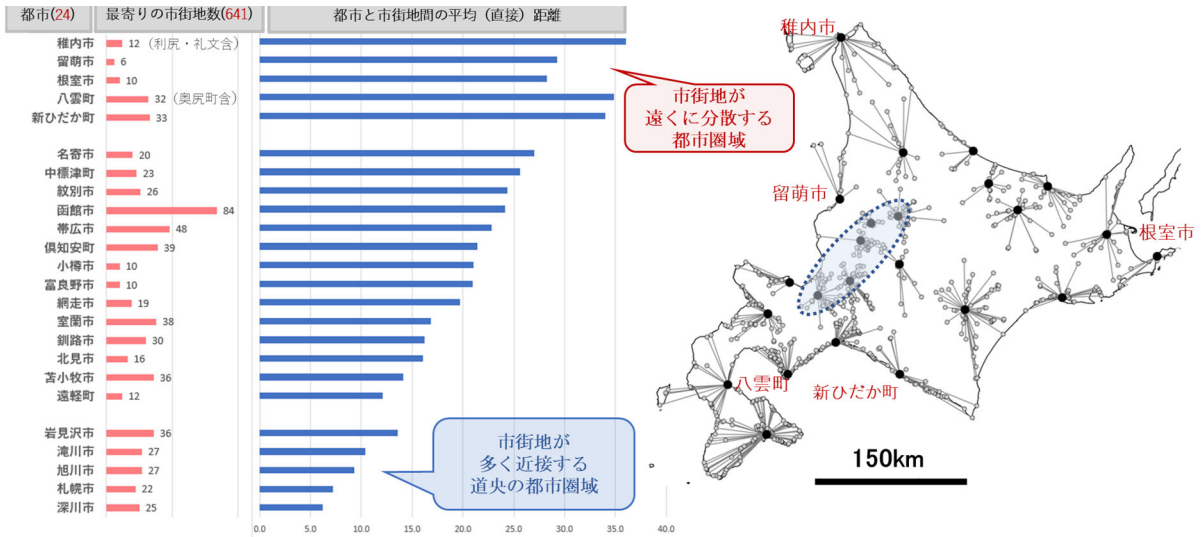 都市(24)
最寄りの市街地数(641)
都市と市街地間の平均（直接）距離
稚内市 12 (利尻・礼文含)
留萌市 6
根室市 10
八雲町 32 (奥尻町含)
新ひだか町 33
市街地が
遠くに分散する
都市圏域
名寄市 20
中標津町 23
紋別市 26
函館市 84
帯広市 48
倶知安町 39
小樽市 10
富良野市 10
網走市 19
室蘭市 38
釧路市 30
北見市 16
苫小牧市 36
遠軽町 12
岩見沢市 36
滝川市 27
旭川市 27
札幌市 22
深川市 25
市街地が
多く近接する
道央の都市圏域
0.0 5.0 10.0 15.0 20.0 25.0 30.0 35.0 40.0
稚内市
留萌市
根室市
八雲町
新ひだか町
150km